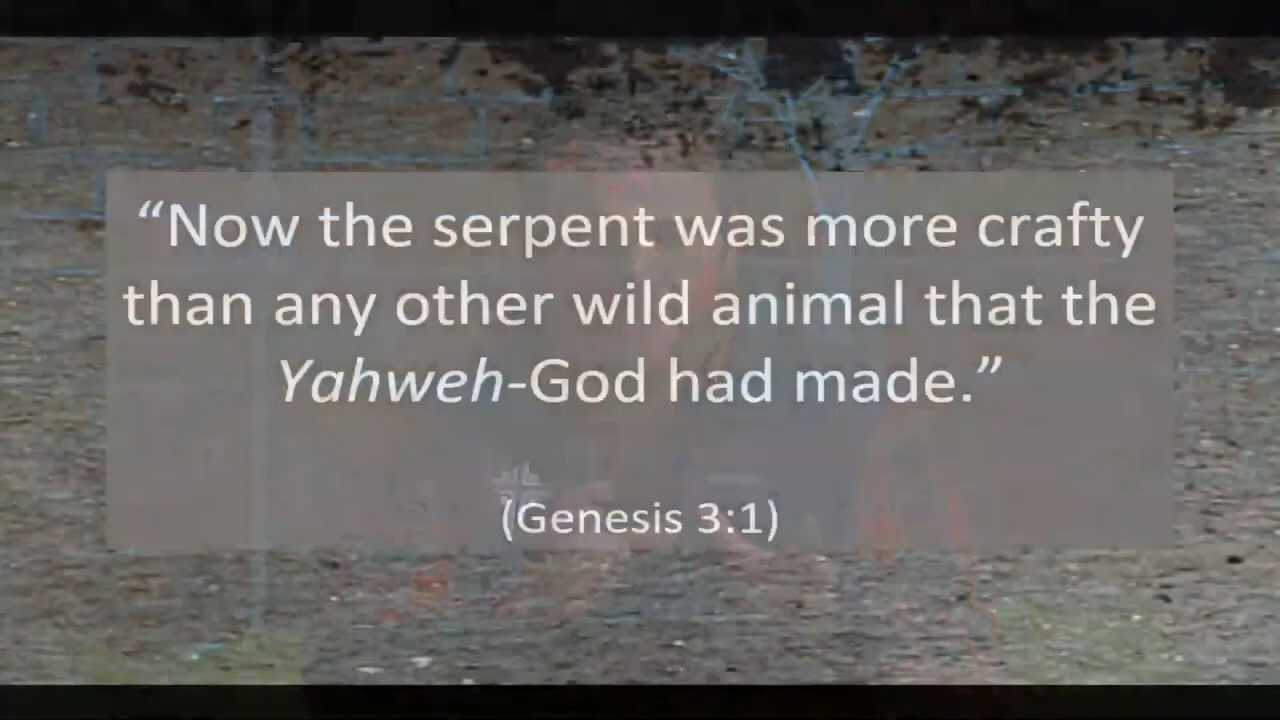 “Now the serpent was more crafty
than any other wild animal that the
Yahweh-God had made.”
(Genesis 3:1)